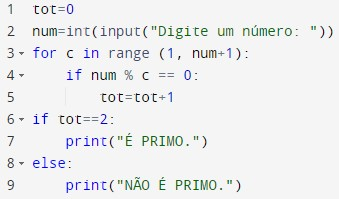 1 tot=0
2 num=int(input("Digite um número: "))
3 for c in range (1, num+1):
4     if num % c == 0:
5         tot=tot+1
6 if tot==2:
7     print("É PRIMO.")
8 else:
9     print("NÃO É PRIMO.")